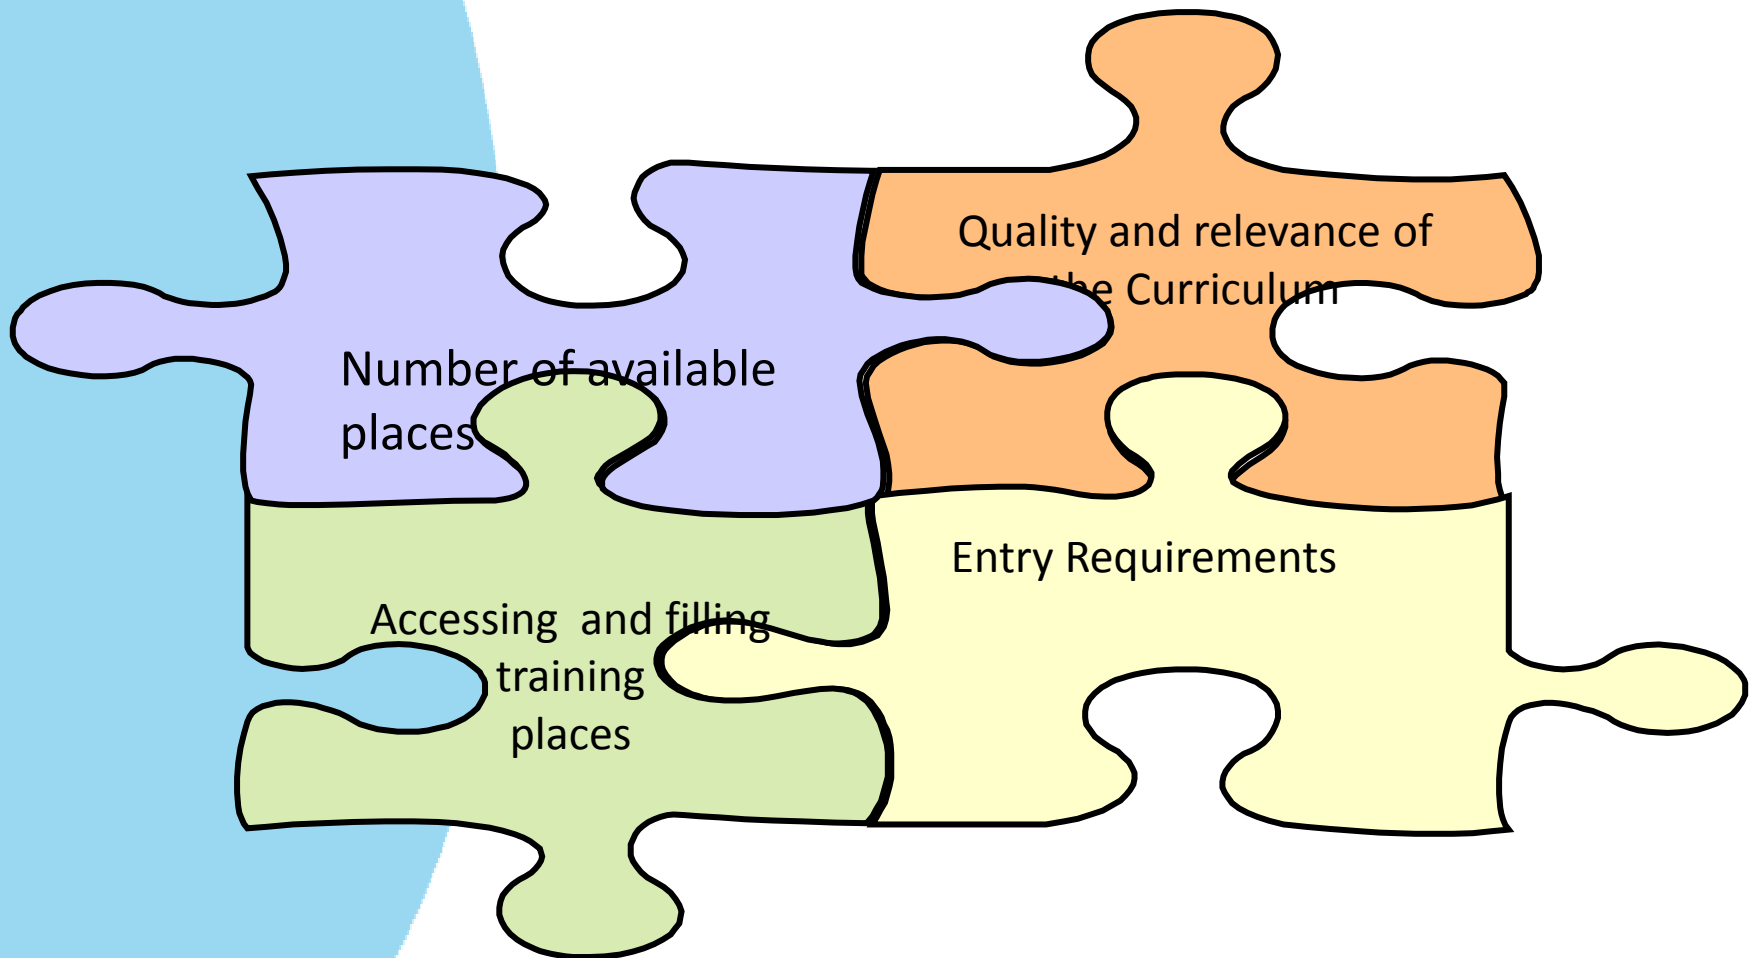 Quality and relevance of
the Curriculum
Number of available
places
Entry Requirements
Accessing  and filling
training
places